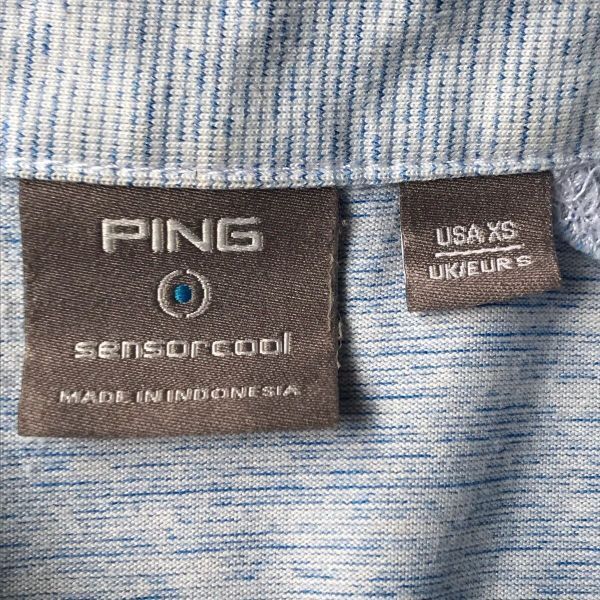 PING
sensorcool
MADE IN INDONESIA
USA XS
UK/EUR S